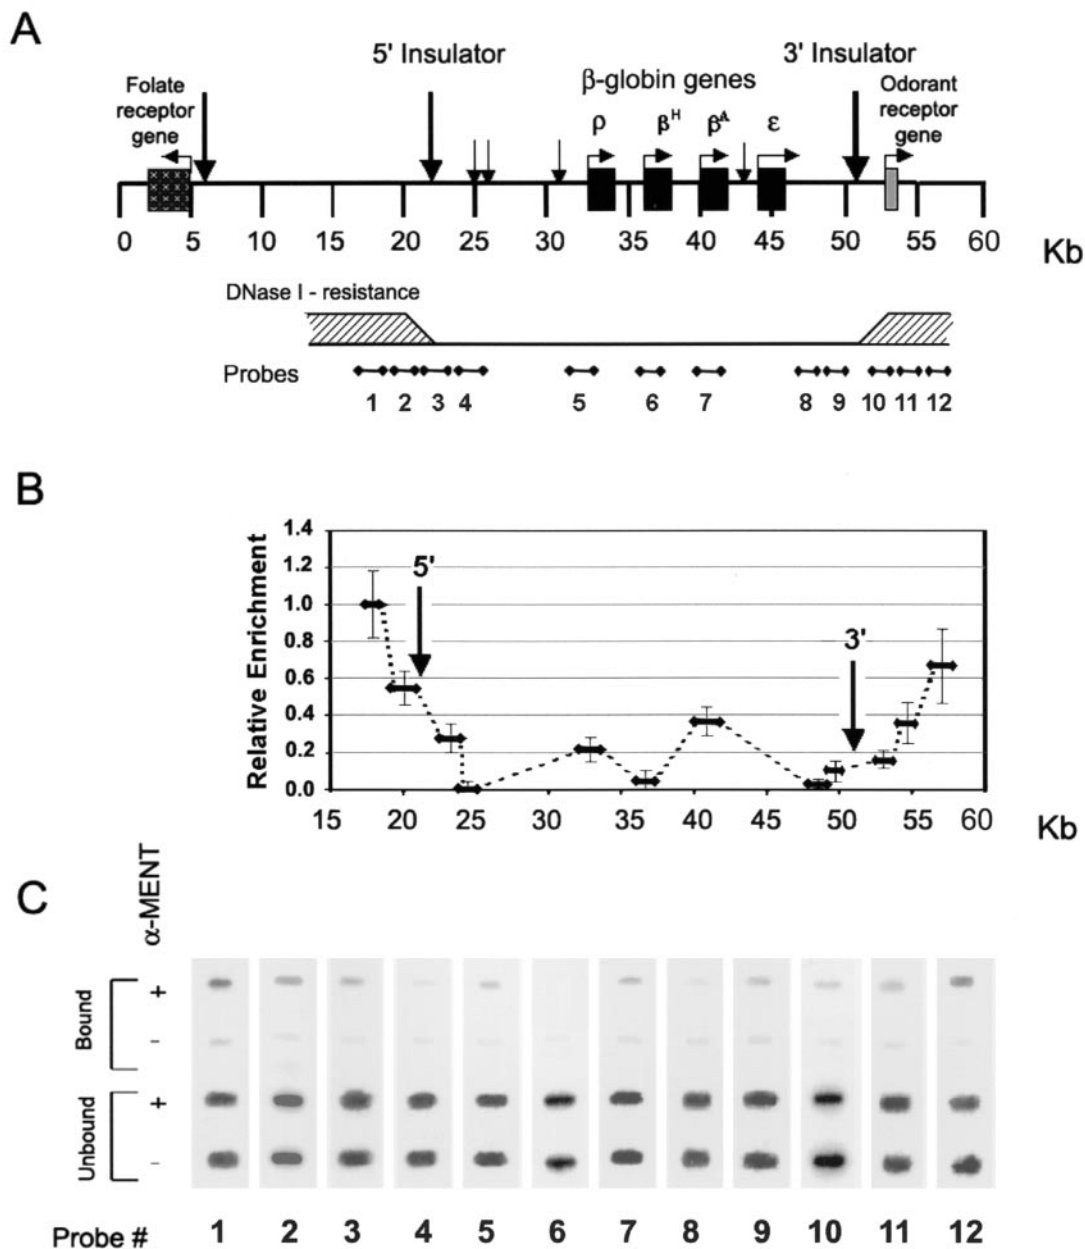 A
5' Insulator
3' Insulator
Folate
receptor
gene
β-globin genes
Odorant
receptor
gene
ρ
βᴴ
βᴬ
ε
0 5 10 15 20 25 30 35 40 45 50 55 60
Kb
DNase I - resistance
Probes
1 2 3 4 5 6 7 8 9 10 11 12
B
Relative Enrichment
1.4
1.2
1.0
0.8
0.6
0.4
0.2
0.0
5'
3'
15 20 25 30 35 40 45 50 55 60
Kb
C
α-MENT
Bound
+
-
Unbound
+
-
Probe # 1 2 3 4 5 6 7 8 9 10 11 12